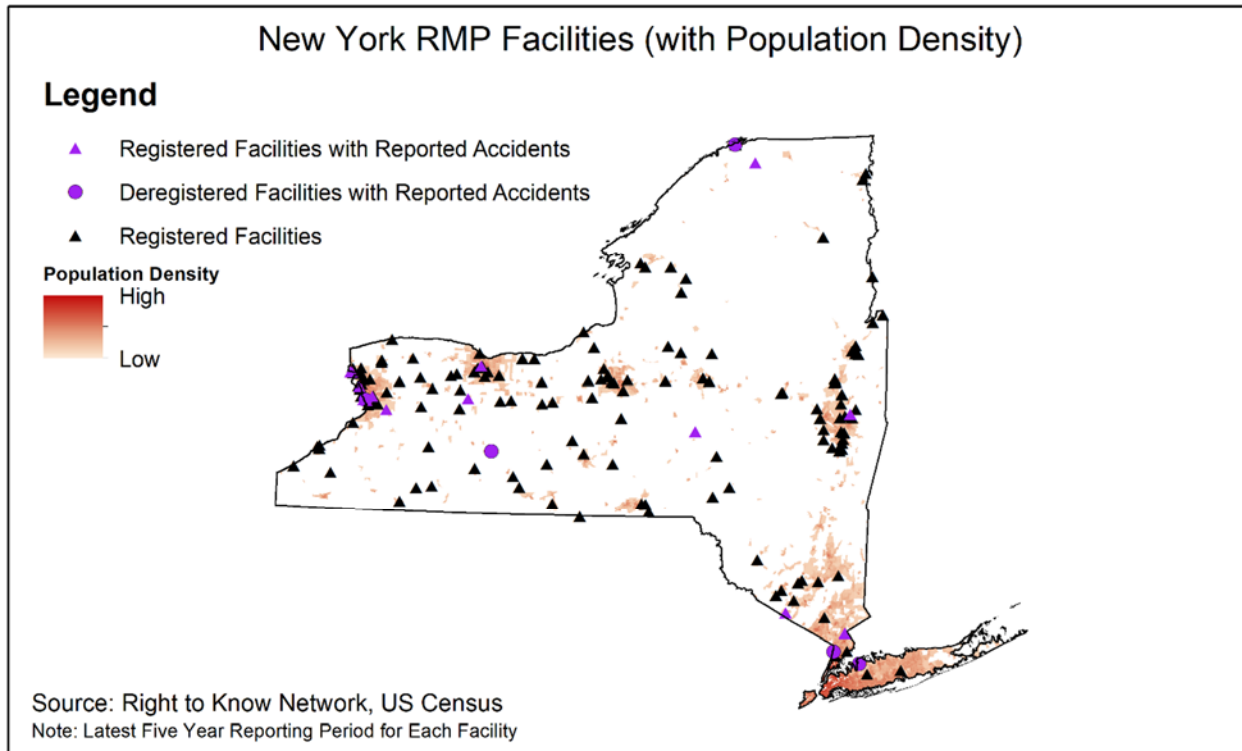 New York RMP Facilities (with Population Density)
Legend
Registered Facilities with Reported Accidents
Deregistered Facilities with Reported Accidents
Registered Facilities
Population Density
High
Low
Source: Right to Know Network, US Census
Note: Latest Five Year Reporting Period for Each Facility